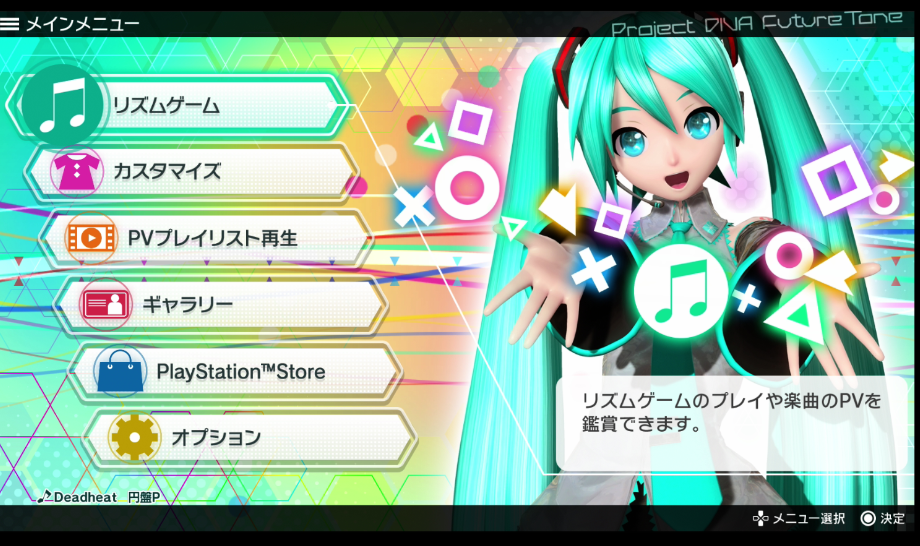 メインメニュー
Project DIVA Future Tone
リズムゲーム
カスタマイズ
PVプレイリスト再生
ギャラリー
PlayStation™Store
オプション
リズムゲームのプレイや楽曲のPVを
鑑賞できます。
Deadheat 円盤P
メニュー選択 決定